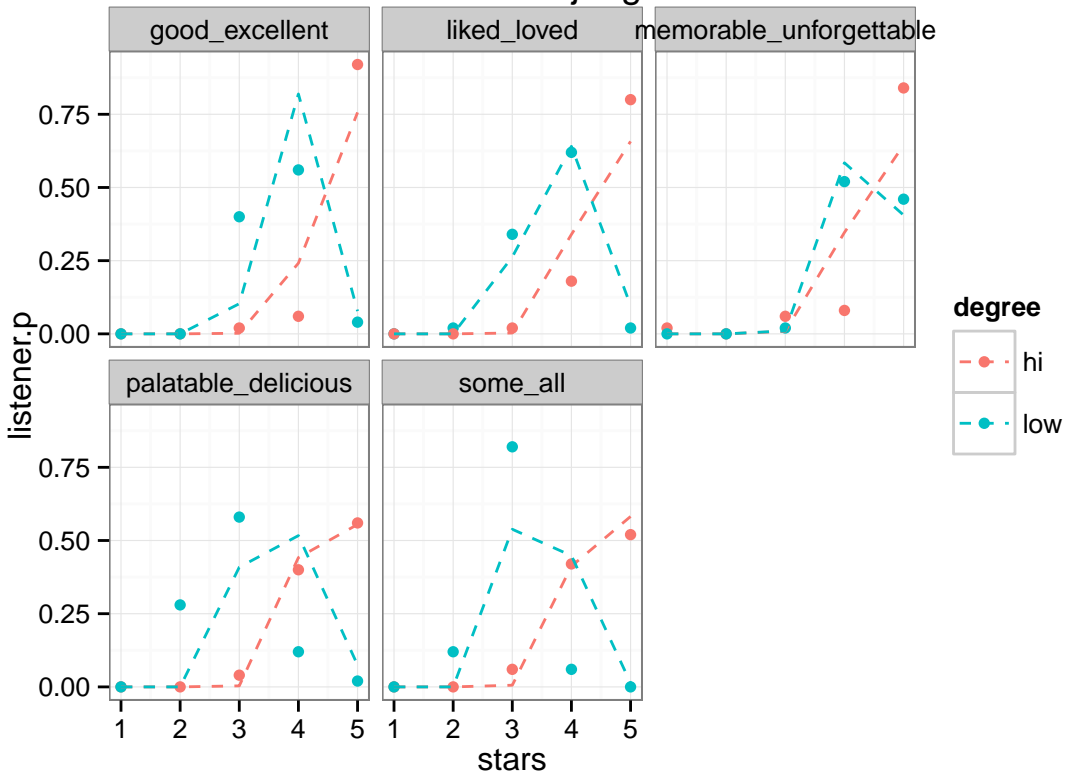 good_excellent
liked_loved
memorable_unforgettable
0.75
0.50
0.25
0.00
palatable_delicious
some_all
0.75
0.50
0.25
0.00
1 2 3 4 5
1 2 3 4 5
stars
listener.p
degree
hi
low